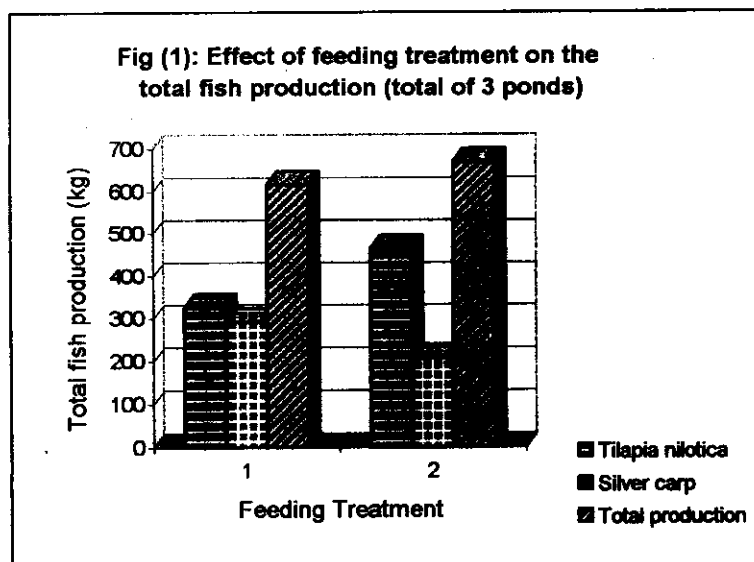 Fig (1): Effect of feeding treatment on the
total fish production (total of 3 ponds)
Total fish production (kg)
700
600
500
400
300
200
100
0
1
2
Feeding Treatment
Tilapia nilotica
Silver carp
Total production